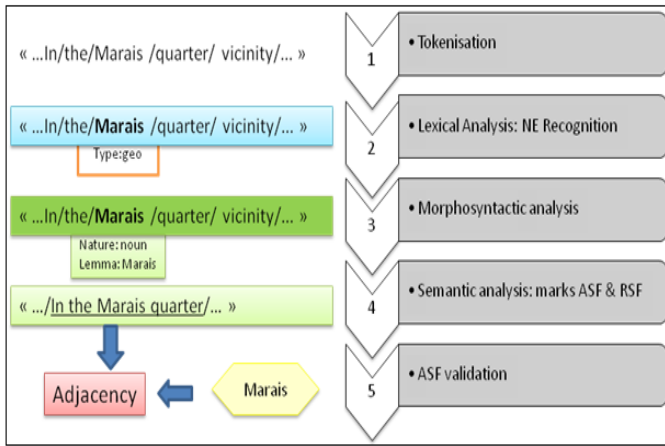 « ...In/the/Marais /quarter/ vicinity/... »
1
• Tokenisation
« ...In/the/Marais /quarter/ vicinity/... »
Type:geo
2
• Lexical Analysis: NE Recognition
« ...In/the/Marais /quarter/ vicinity/... »
Nature: noun
Lemma: Marais
3
• Morphosyntactic analysis
« .../In the Marais quarter/... »
4
• Semantic analysis: marks ASF & RSF
Adjacency
Marais
5
• ASF validation